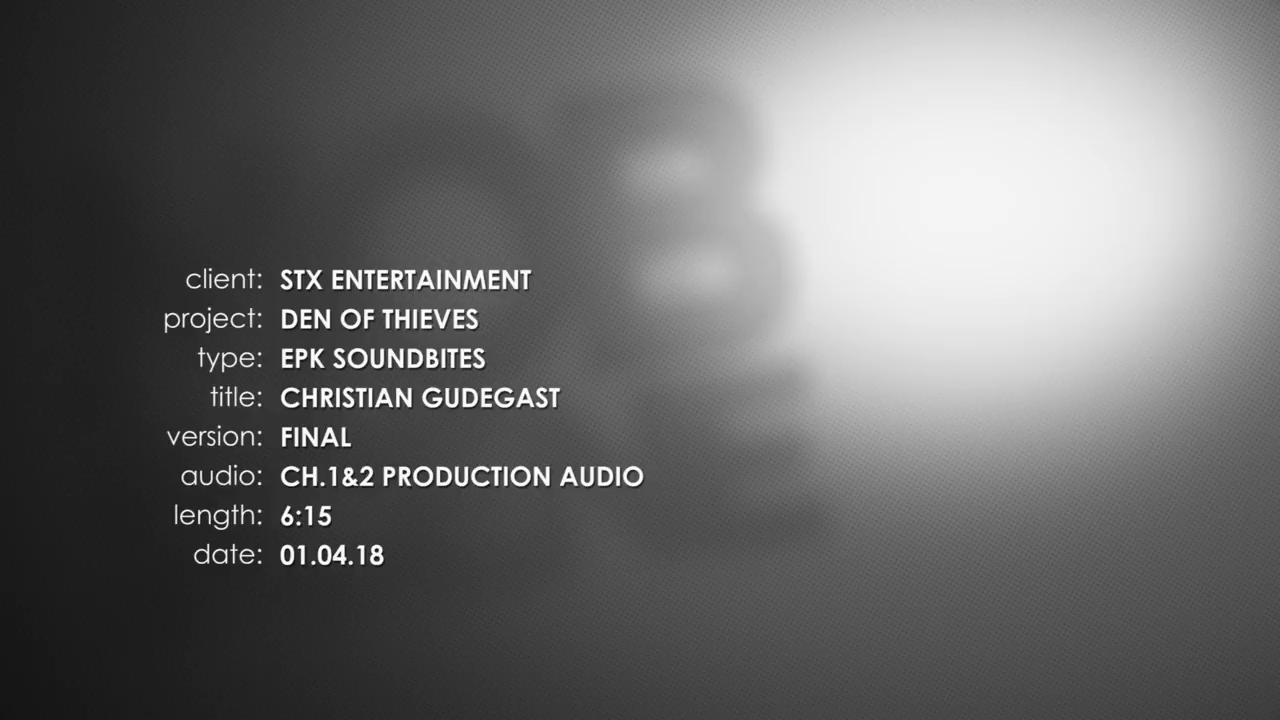 client: STX ENTERTAINMENT
project: DEN OF THIEVES
type: EPK SOUNDBITES
title: CHRISTIAN GUDEGAST
version: FINAL
audio: CH.1&2 PRODUCTION AUDIO
length: 6:15
date: 01.04.18